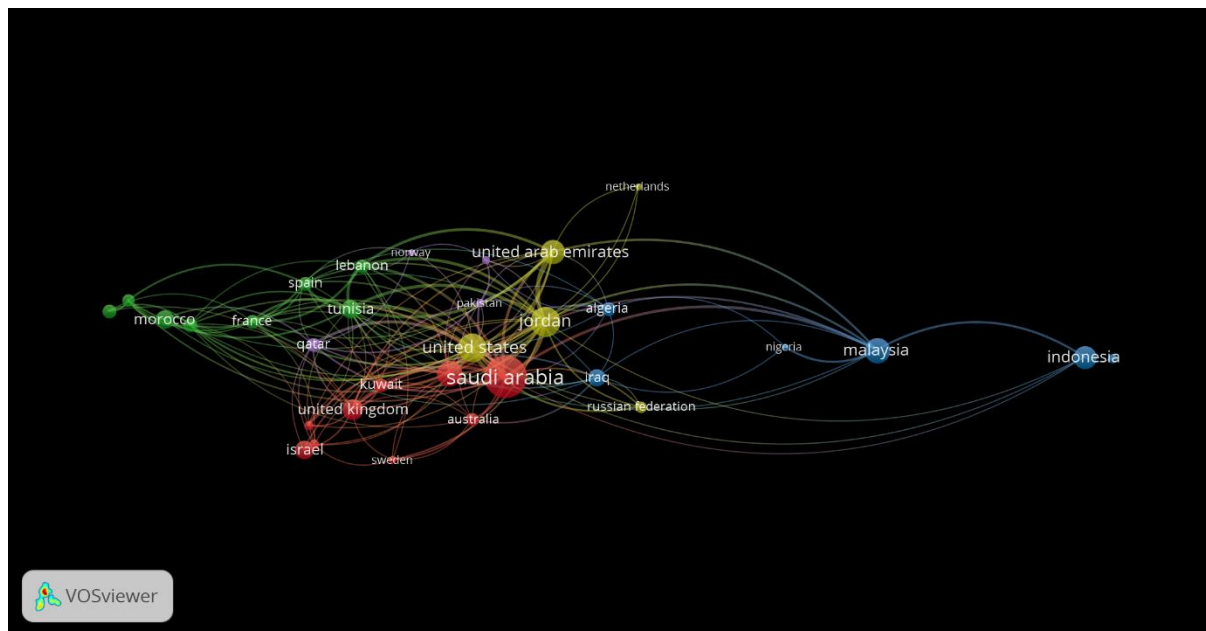 netherlands
norway
united arab emirates
lebanon
spain
pakistan
tunisia
algeria
morocco
france
jordan
qatar
united states
nigeria
malaysia
indonesia
kuwait
saudi arabia
iraq
united kingdom
russian federation
australia
israel
sweden
VOSviewer